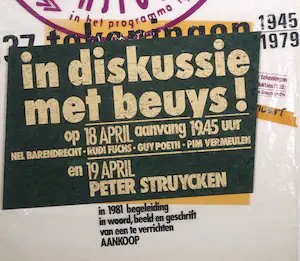 in het programma
37 1945
1979
in diskussie
met beuys!
op 18 APRIL aanvang 19.45 uur
NEL BARENDRECHT · RUDI FUCHS · GUY POETH · PIM VERMEULEN
en 19 APRIL
PETER STRUYCKEN
in 1981 begeleiding
in woord, beeld en geschrift
van een te verrichten
AANKOOP